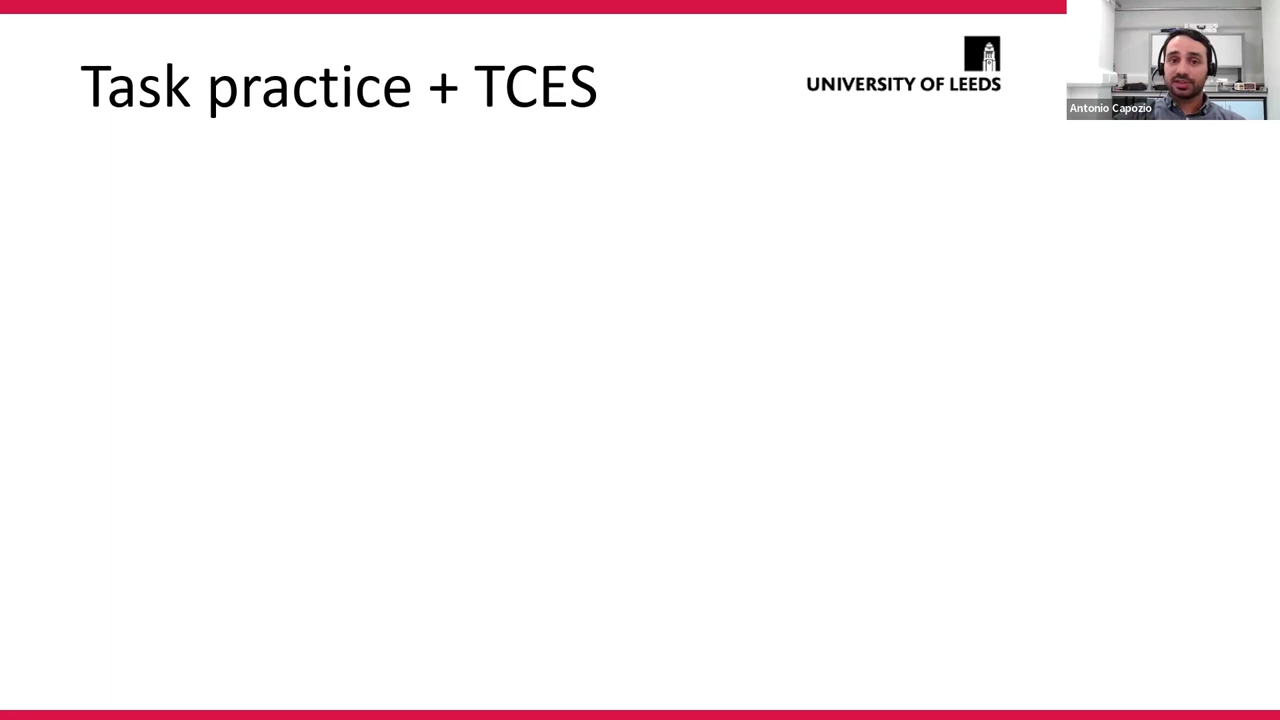 Task practice + TCES
UNIVERSITY OF LEEDS
Antonio Capozio